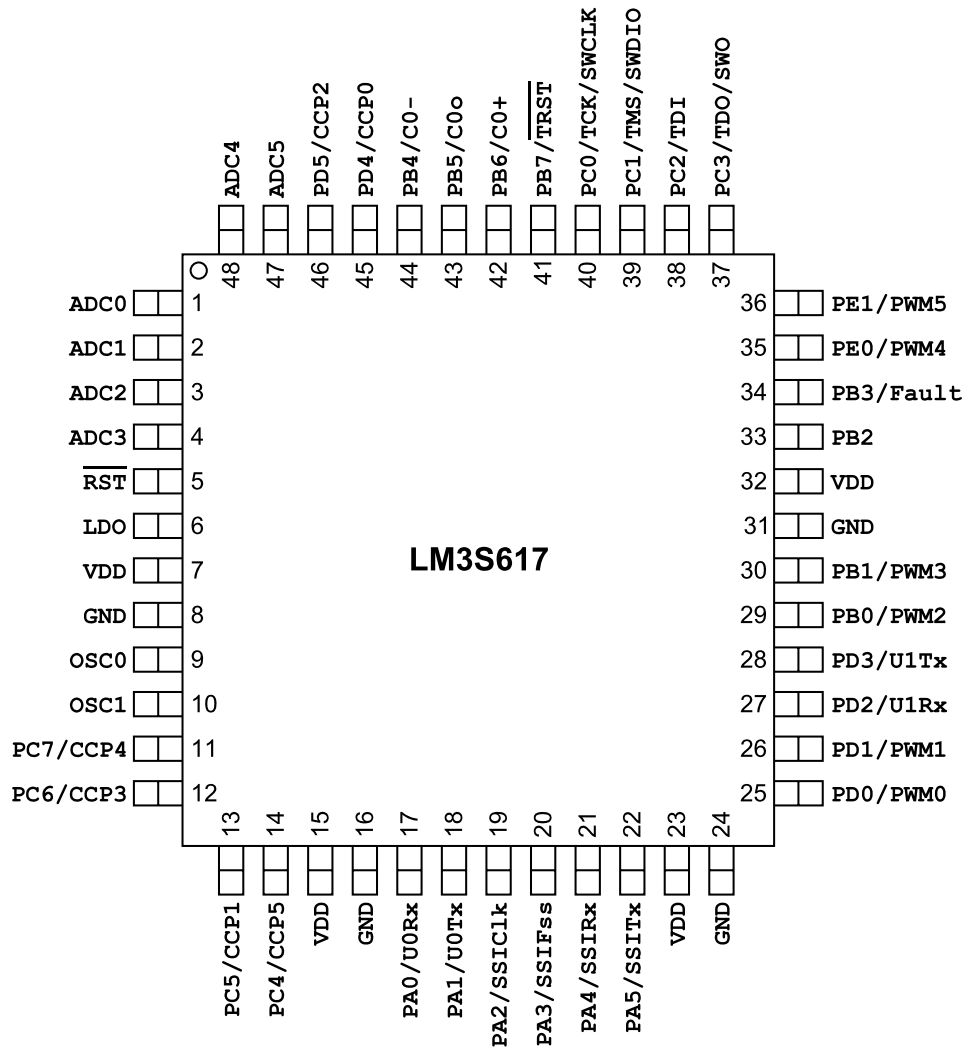 ADC4
ADC5
PD5/CCP2
PD4/CCP0
PB4/C0-
PB5/C0o
PB6/C0+
PB7/TRST
PC0/TCK/SWCLK
PC1/TMS/SWDIO
PC2/TDI
PC3/TDO/SWO
48
47
46
45
44
43
42
41
40
39
38
37
ADC0 1
ADC1 2
ADC2 3
ADC3 4
RST 5
LDO 6
VDD 7
GND 8
OSC0 9
OSC1 10
PC7/CCP4 11
PC6/CCP3 12
LM3S617
36 PE1/PWM5
35 PE0/PWM4
34 PB3/Fault
33 PB2
32 VDD
31 GND
30 PB1/PWM3
29 PB0/PWM2
28 PD3/U1Tx
27 PD2/U1Rx
26 PD1/PWM1
25 PD0/PWM0
13
14
15
16
17
18
19
20
21
22
23
24
PC5/CCP1
PC4/CCP5
VDD
GND
PA0/U0Rx
PA1/U0Tx
PA2/SSIClk
PA3/SSIFss
PA4/SSIRx
PA5/SSITx
VDD
GND